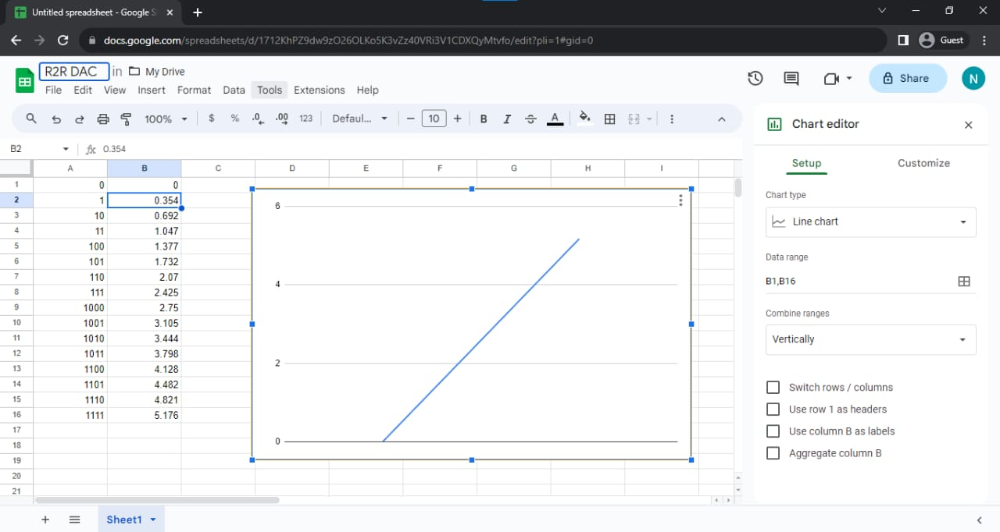 Untitled spreadsheet - Google S
docs.google.com/spreadsheets/d/1712KhPZ9dw9zO26OLKo5K3vZz40VRi3V1CDXQyMtvfo/edit?pli=1#gid=0
Guest
R2R DAC in My Drive
File Edit View Insert Format Data Tools Extensions Help
Share
N
100% $ % .0 .00 123 Defaul... − 10 + B I S A
B2 fx 0.354
A B C D E F G H I
1 0 0
2 1 0.354
3 10 0.692
4 11 1.047
5 100 1.377
6 101 1.732
7 110 2.07
8 111 2.425
9 1000 2.75
10 1001 3.105
11 1010 3.444
12 1011 3.798
13 1100 4.128
14 1101 4.482
15 1110 4.821
16 1111 5.176
17
18
19
20
21
6
4
2
0
Chart editor
Setup Customize
Chart type
Line chart
Data range
B1,B16
Combine ranges
Vertically
Switch rows / columns
Use row 1 as headers
Use column B as labels
Aggregate column B
Sheet1